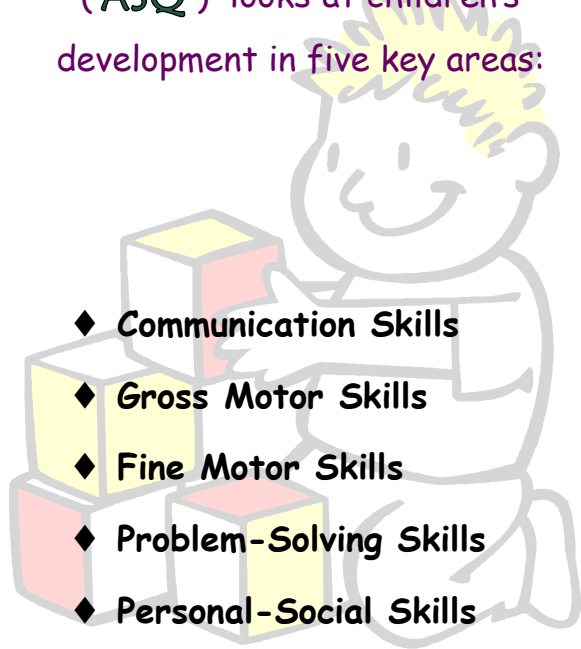 (ASQ) looks at children's
development in five key areas:
♦ Communication Skills
♦ Gross Motor Skills
♦ Fine Motor Skills
♦ Problem-Solving Skills
♦ Personal-Social Skills